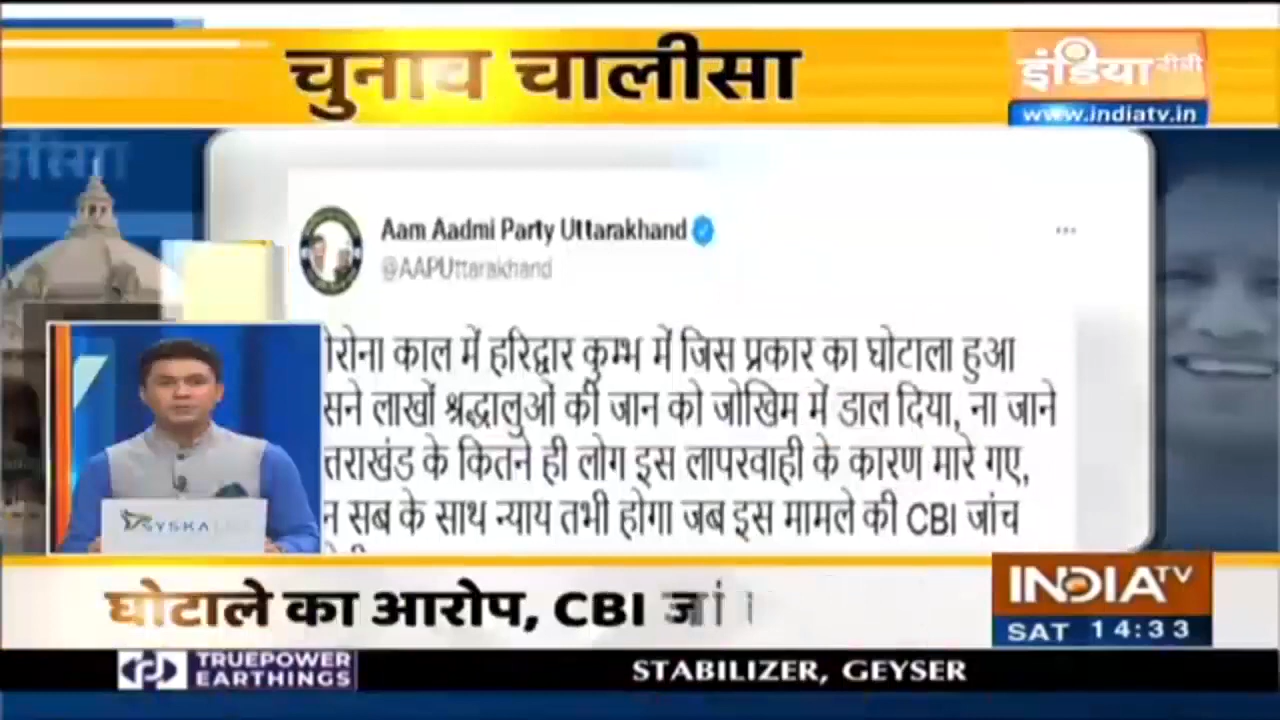 चुनाव चालीसा
इंडिया टीवी
www.indiatv.in
Aam Aadmi Party Uttarakhand
@AAPUttarakhand
रोना काल में हरिद्वार कुम्भ में जिस प्रकार का घोटाला हुआ
सने लाखों श्रद्धालुओं की जान को जोखिम में डाल दिया, ना जाने
तराखंड के कितने ही लोग इस लापरवाही के कारण मारे गए,
न सब के साथ न्याय तभी होगा जब इस मामले की CBI जांच
SYSKA
घोटाले का आरोप, CBI जां
INDIA TV
SAT 14:33
TRUEPOWER
EARTHINGS
STABILIZER, GEYSER